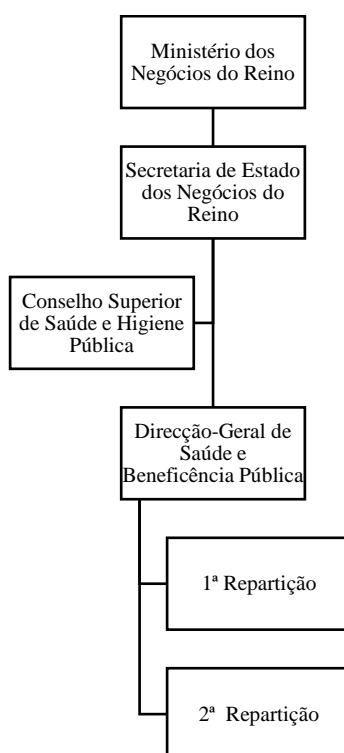 Ministério dos
Negócios do Reino
Secretaria de Estado
dos Negócios do
Reino
Conselho Superior
de Saúde e Higiene
Pública
Direcção-Geral de
Saúde e
Beneficência Pública
1ª Repartição
2ª Repartição